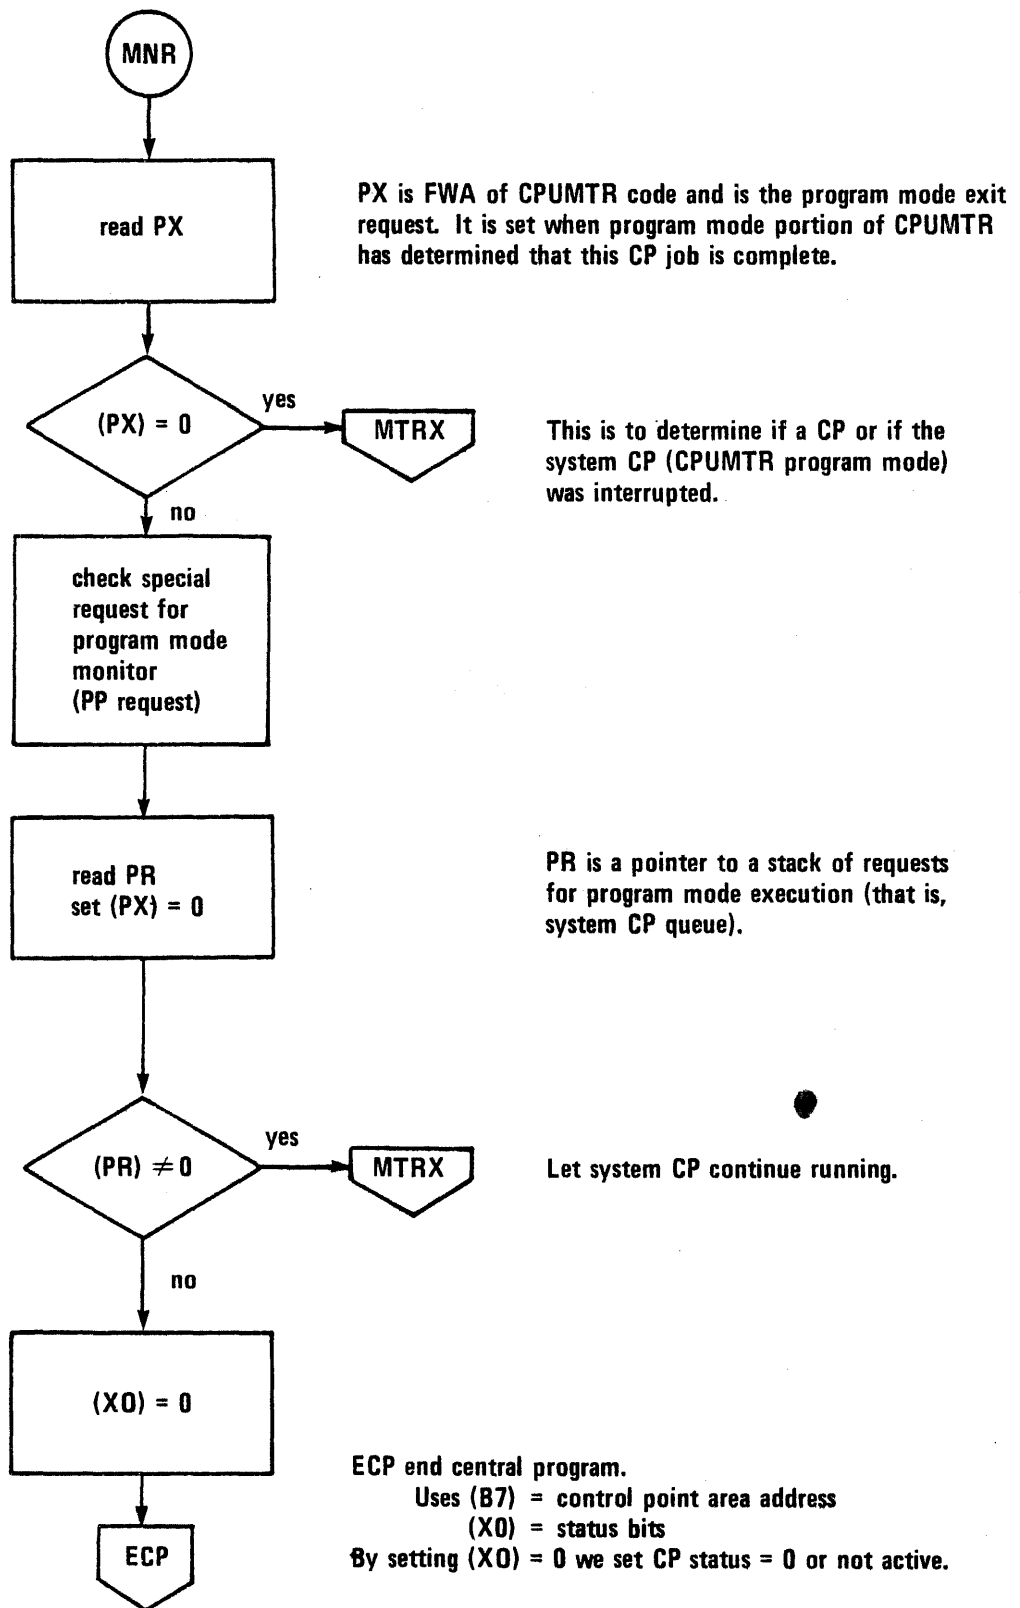 MNR
read PX
PX is FWA of CPUMTR code and is the program mode exit
request. It is set when program mode portion of CPUMTR
has determined that this CP job is complete.
(PX) = 0
yes
MTRX
no
This is to determine if a CP or if the
system CP (CPUMTR program mode)
was interrupted.
check special
request for
program mode
monitor
(PP request)
read PR
set (PX) = 0
PR is a pointer to a stack of requests
for program mode execution (that is,
system CP queue).
(PR) ≠ 0
yes
MTRX
Let system CP continue running.
no
(X0) = 0
ECP end central program.
Uses (B7) = control point area address
(X0) = status bits
By setting (X0) = 0 we set CP status = 0 or not active.
ECP